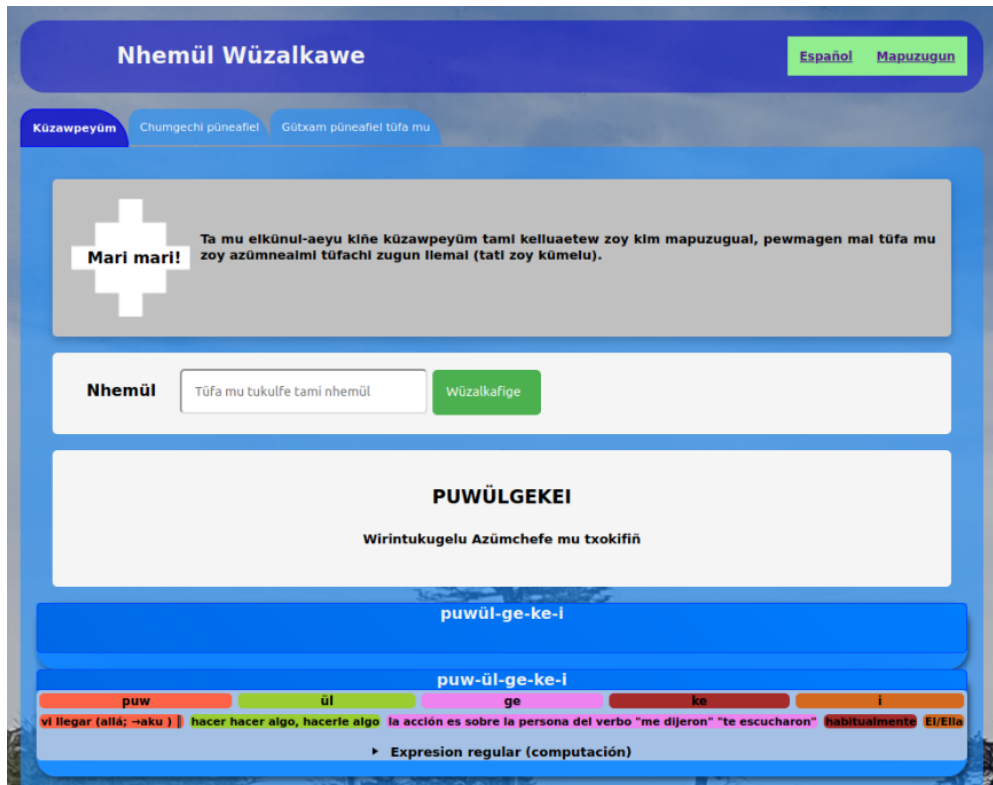 Nhemül Wüzalkawe
Español Mapuzugun
Küzawpeyüm Chumgechi püneafiel Gütxam püneafiel tüfa mu
Mari mari!
Ta mu elkünul-aeyu kiñe küzawpeyüm tami kelluaetew zoy kim mapuzugual, pewmagen mai tüfa mu
zoy azümneaimi tüfachi zugun llemai (tati zoy kümelu).
Nhemül Tüfa mu tukulfe tami nhemül Wüzalkafige
PUWÜLGEKEI
Wirintukugelu Azümchefe mu txokifiñ
puwül-ge-ke-i
puw-ül-ge-ke-i
puw ül ge ke i
vi llegar (allá; →aku ) ‖ hacer hacer algo, hacerle algo la acción es sobre la persona del verbo "me dijeron" "te escucharon" habitualmente El/Ella
▸ Expresion regular (computación)